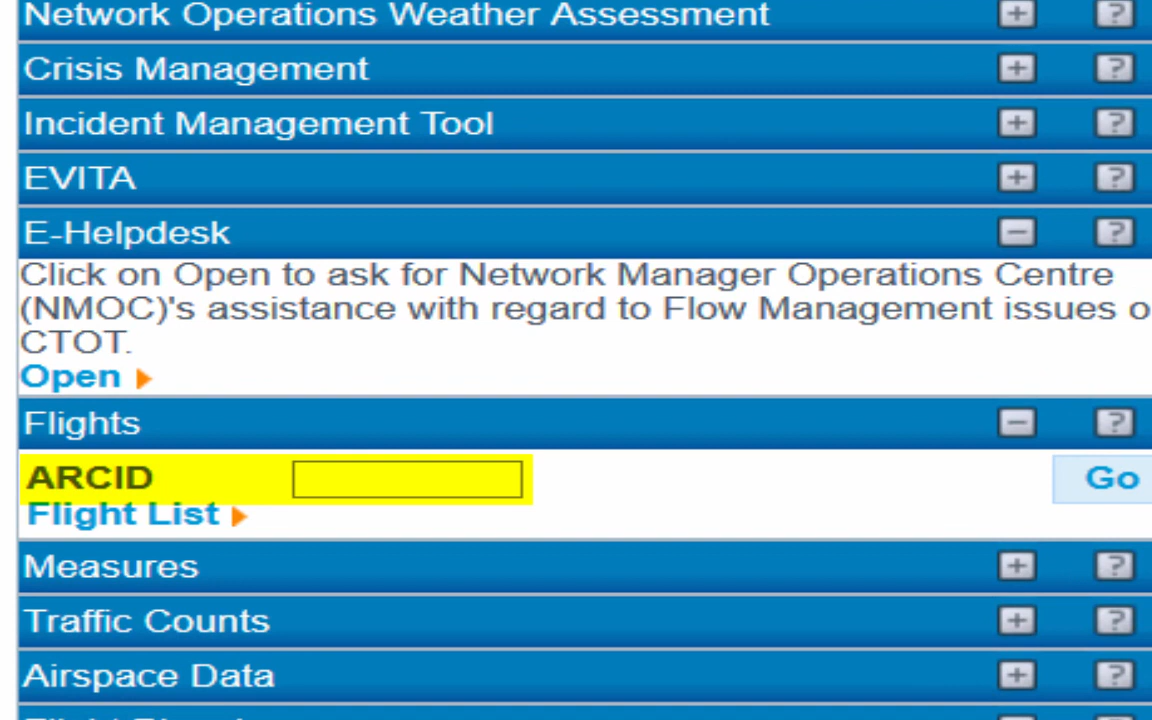 Network Operations Weather Assessment
Crisis Management
Incident Management Tool
EVITA
E-Helpdesk
Click on Open to ask for Network Manager Operations Centre
(NMOC)'s assistance with regard to Flow Management issues o
CTOT.
Open
Flights
ARCID Go
Flight List
Measures
Traffic Counts
Airspace Data